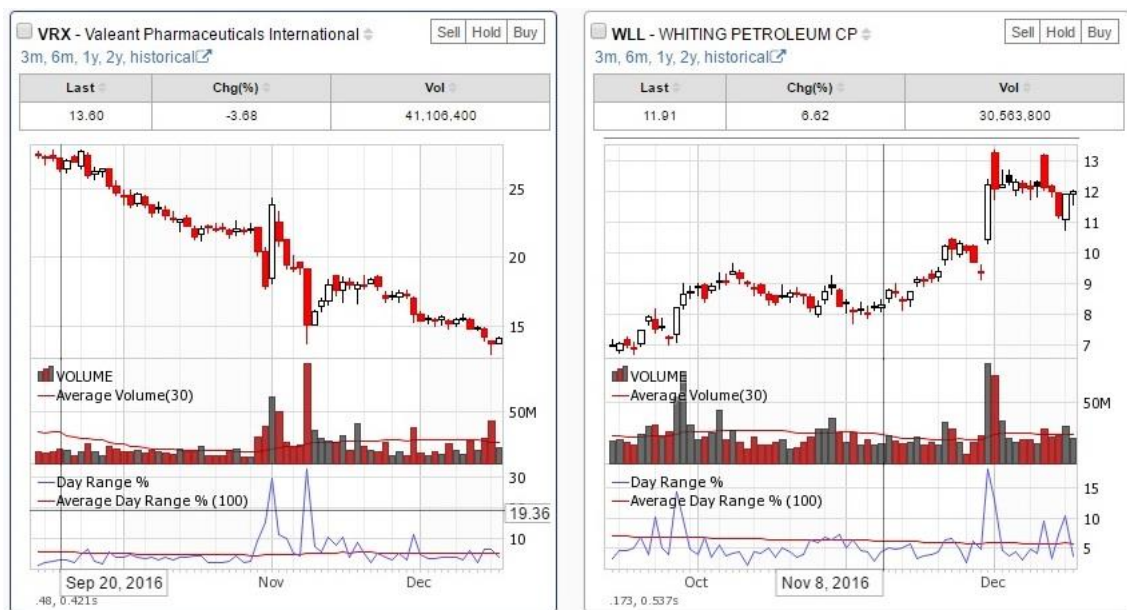 VRX - Valeant Pharmaceuticals International
Sell Hold Buy
3m, 6m, 1y, 2y, historical
Last Chg(%) Vol
13.60 -3.68 41,106,400
25
20
15
VOLUME
Average Volume(30)
50M
Day Range %
Average Day Range % (100)
30
19.36
10
Sep 20, 2016 Nov Dec
.48, 0.421s
WLL - WHITING PETROLEUM CP
Sell Hold Buy
3m, 6m, 1y, 2y, historical
Last Chg(%) Vol
11.91 6.62 30,563,800
13
12
11
10
9
8
7
VOLUME
Average Volume(30)
50M
Day Range %
Average Day Range % (100)
15
10
5
Oct Nov 8, 2016 Dec
.173, 0.537s